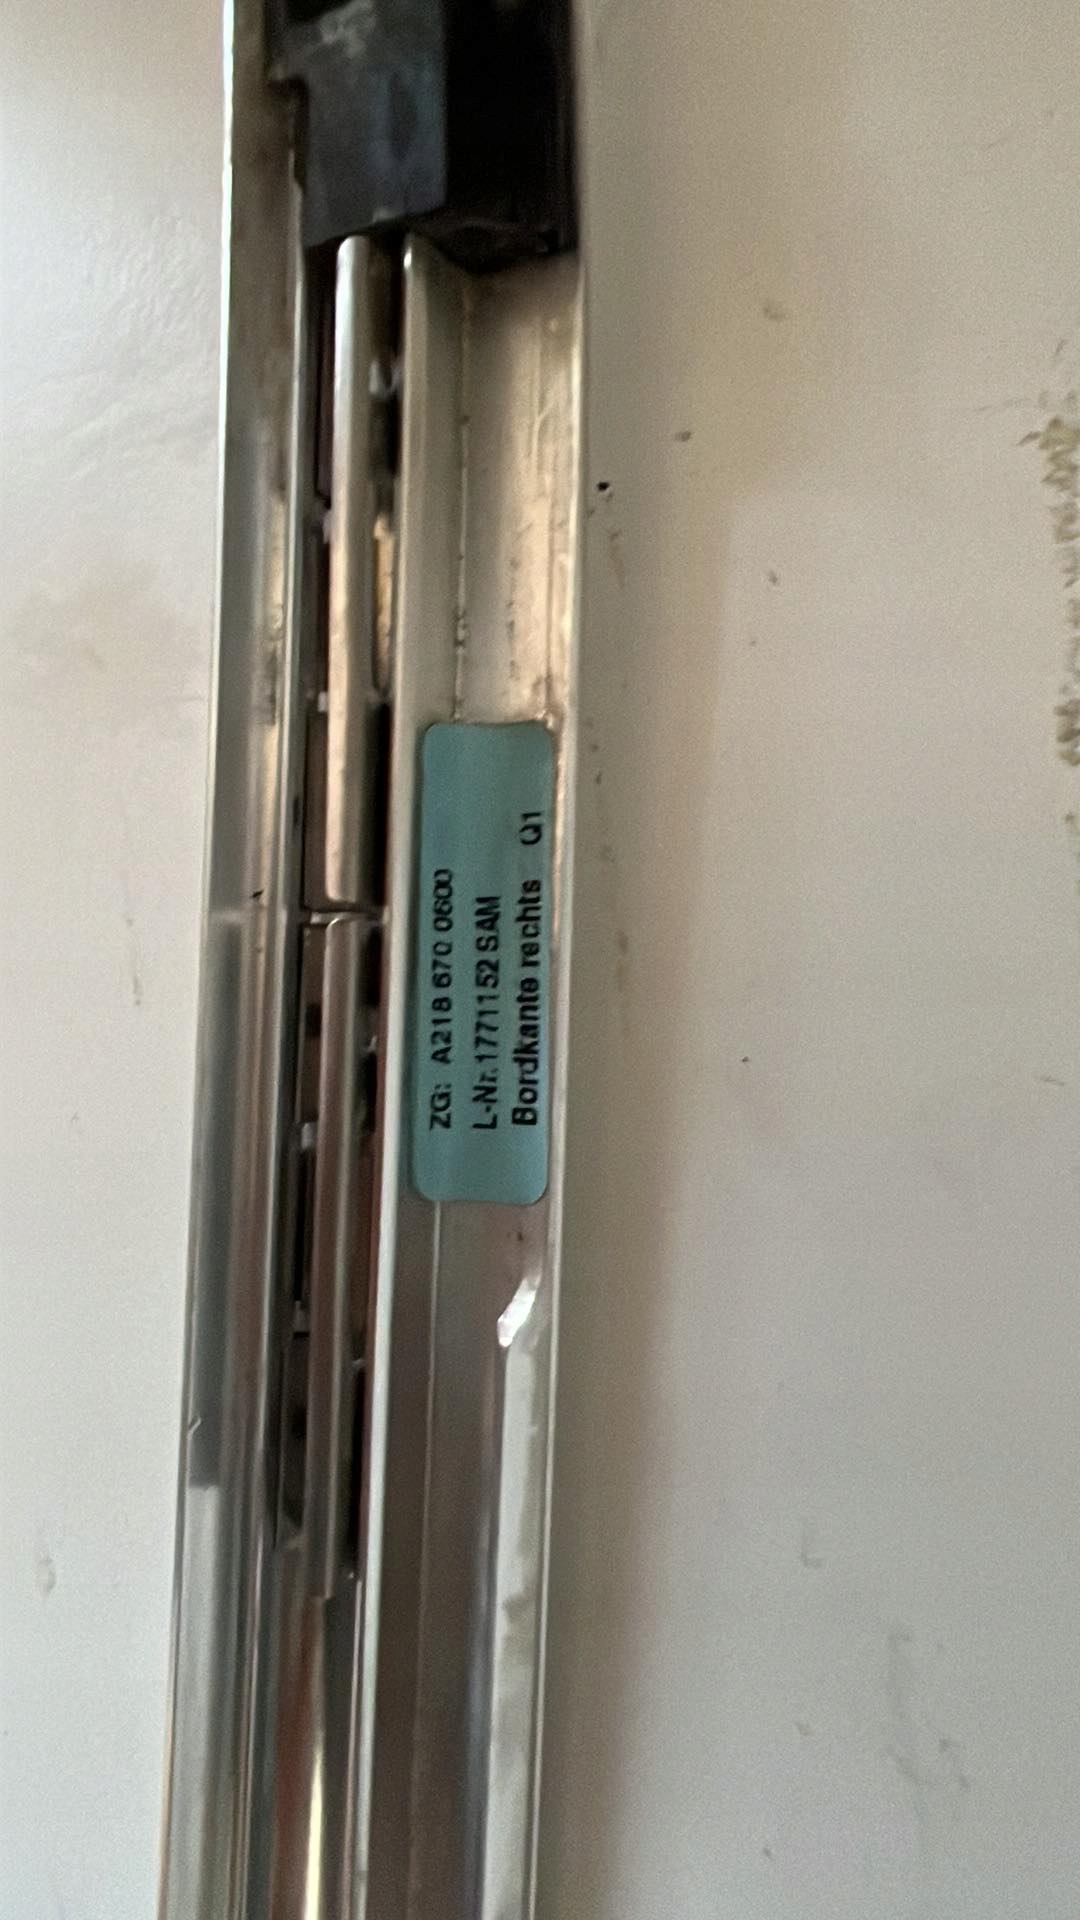 ZG: A218 670 0600
L-Nr.1771152 SAM
Bordkante rechts Q1